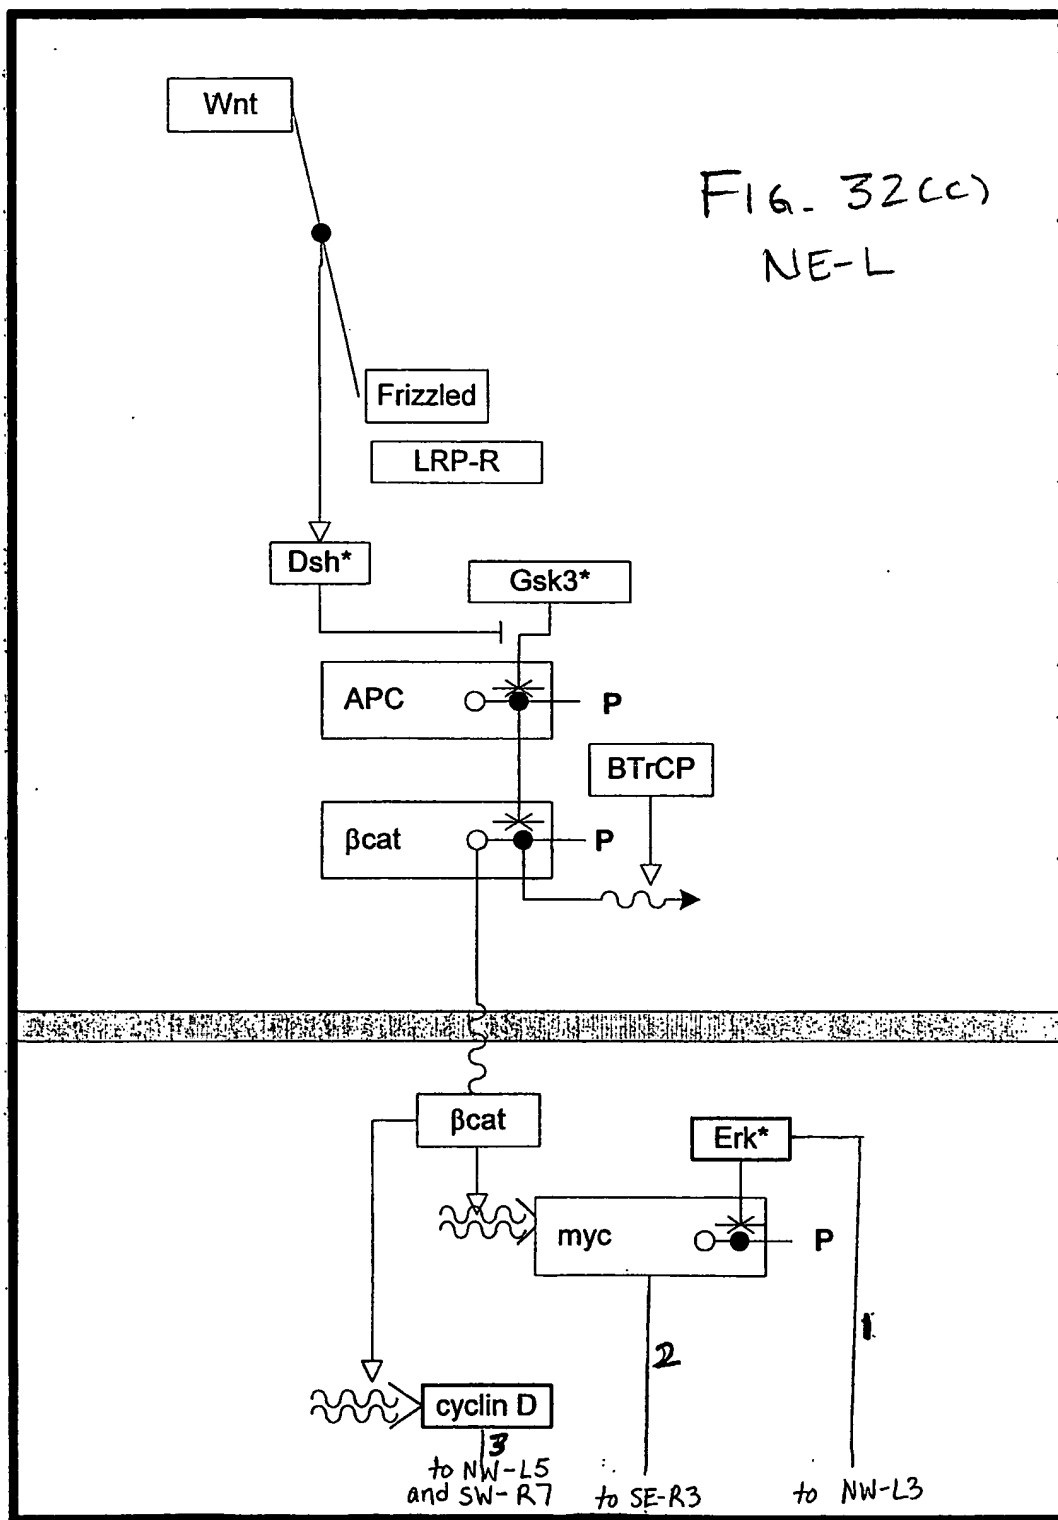 Wnt
FIG. 32(c)
NE-L
Frizzled
LRP-R
Dsh*
Gsk3*
APC
P
BTrCP
βcat
P
βcat
Erk*
myc
P
1
2
cyclin D
3
to NW-L5
and SW-R7
to SE-R3
to NW-L3